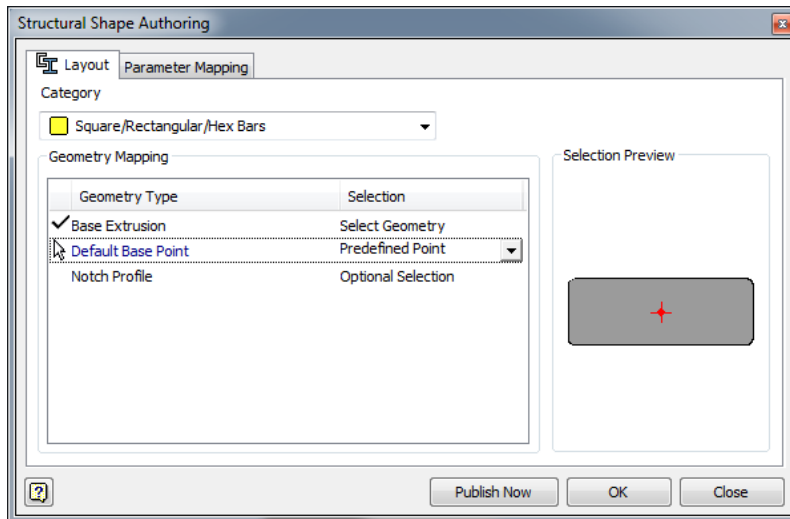 Structural Shape Authoring
Layout
Parameter Mapping
Category
Square/Rectangular/Hex Bars
Geometry Mapping
Selection Preview
Geometry Type Selection
Base Extrusion Select Geometry
Default Base Point Predefined Point
Notch Profile Optional Selection
?
Publish Now
OK
Close